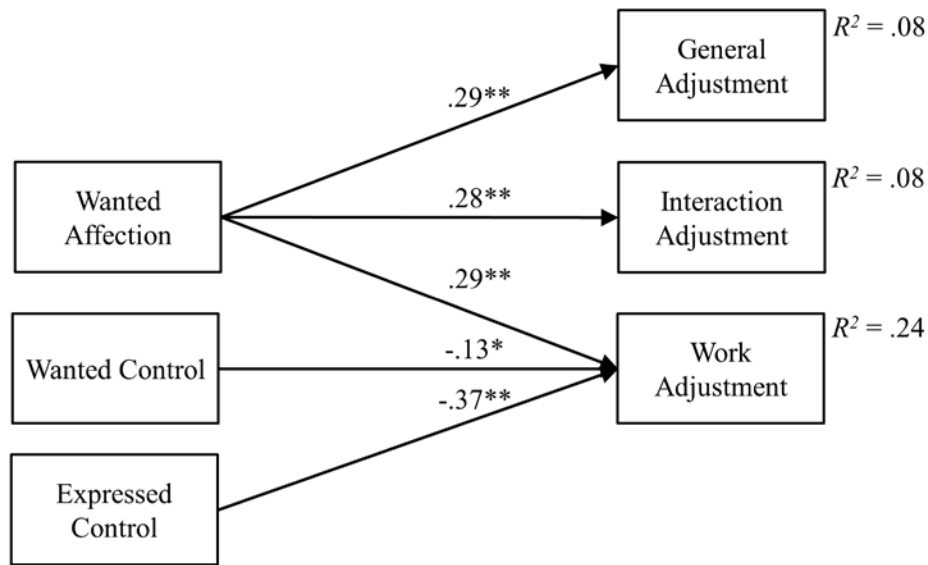 General
Adjustment
R² = .08
.29**
Wanted
Affection
.28**
Interaction
Adjustment
R² = .08
.29**
Wanted Control
-.13*
Work
Adjustment
R² = .24
-.37**
Expressed
Control